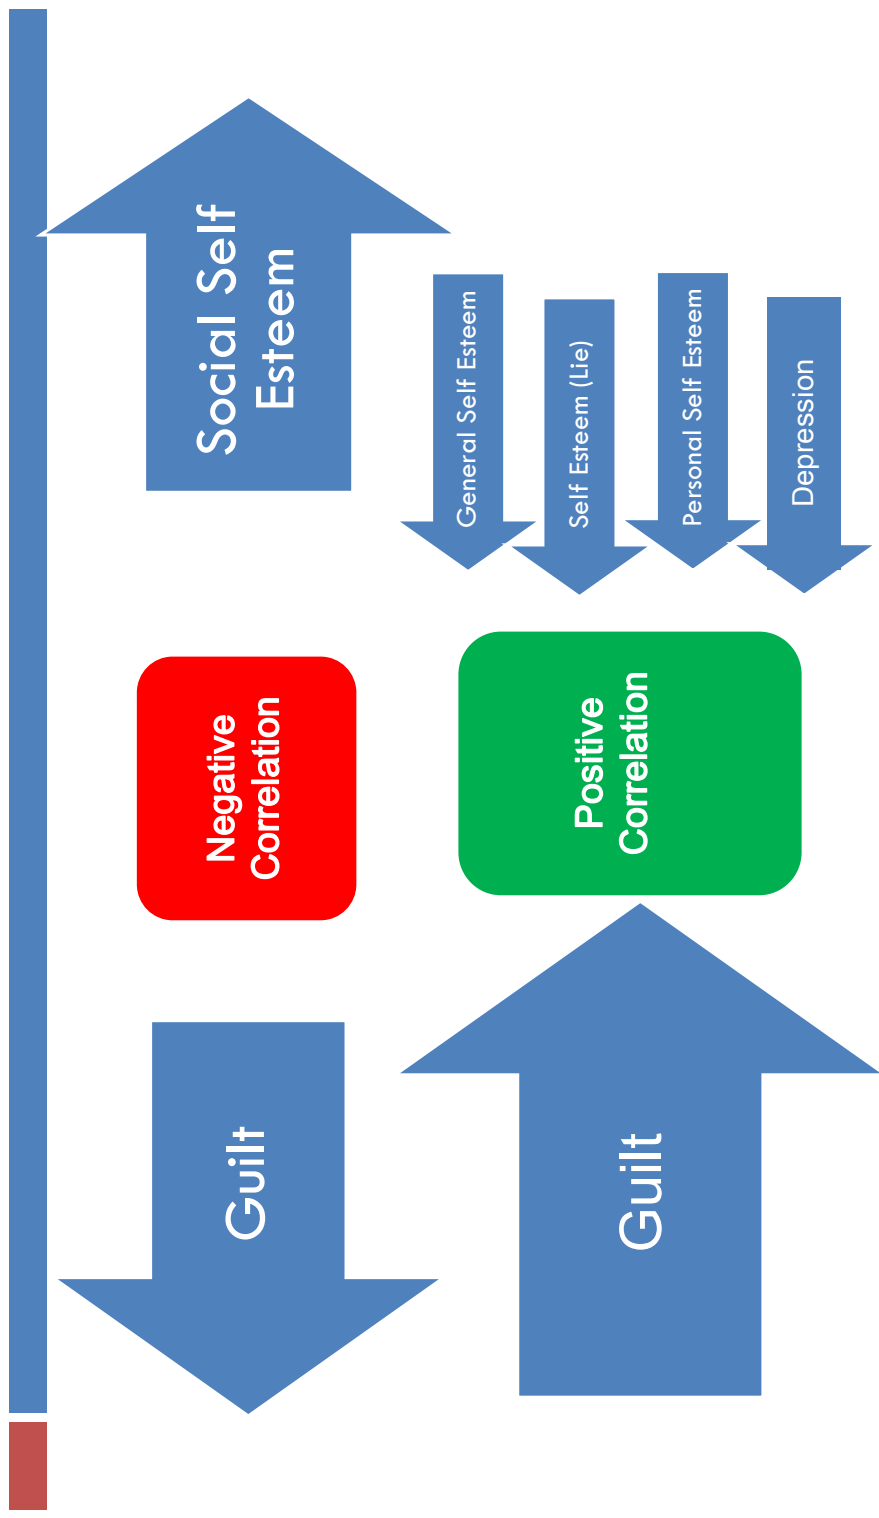 Guilt
Negative
Correlation
Social Self
Esteem
Guilt
Positive
Correlation
General Self Esteem
Self Esteem (Lie)
Personal Self Esteem
Depression